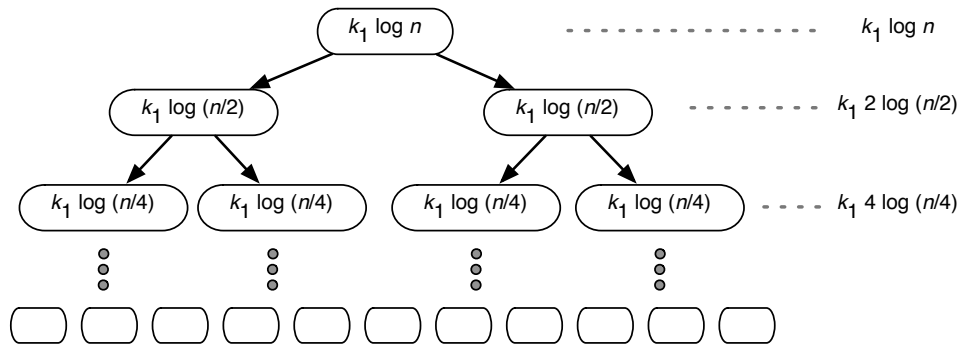 k₁ log n k₁ log n
k₁ log (n/2) k₁ log (n/2) k₁ 2 log (n/2)
k₁ log (n/4) k₁ log (n/4) k₁ log (n/4) k₁ log (n/4) k₁ 4 log (n/4)